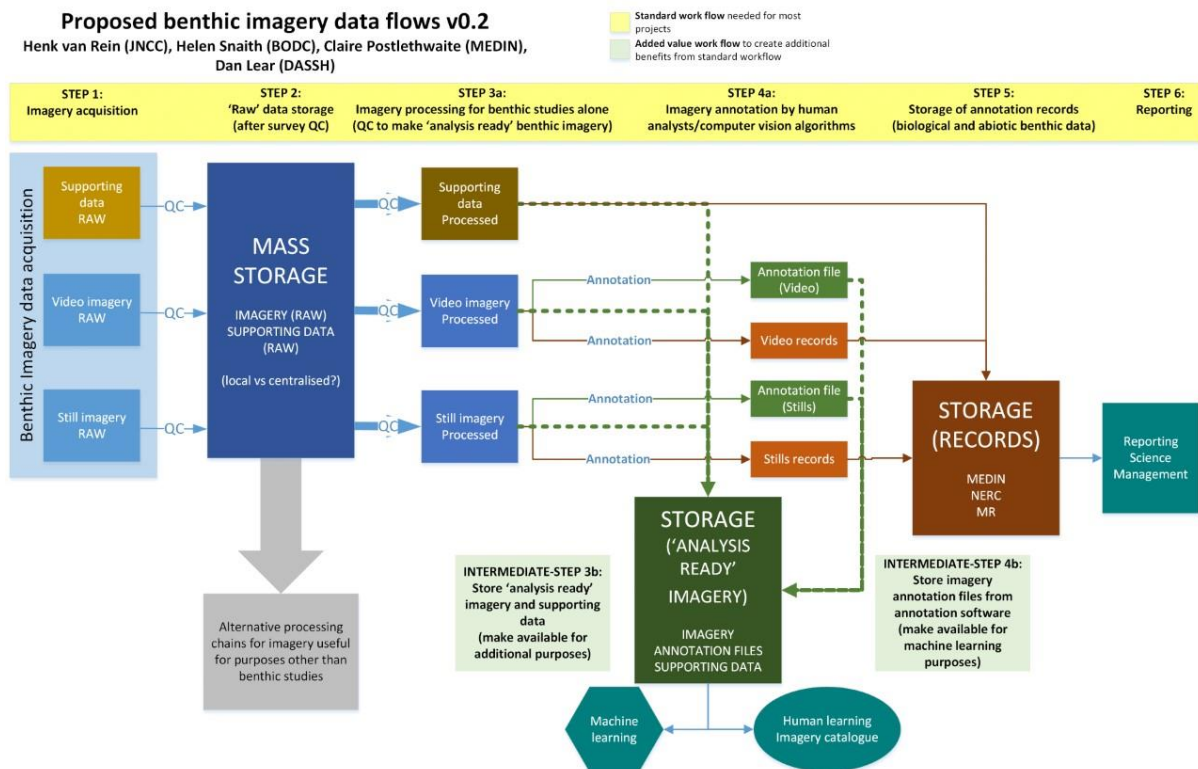 Proposed benthic imagery data flows v0.2
Henk van Rein (JNCC), Helen Snaith (BODC), Claire Postlethwaite (MEDIN),
Dan Lear (DASSH)
Standard work flow needed for most
projects
Added value work flow to create additional
benefits from standard workflow
STEP 1:
Imagery acquisition
STEP 2:
‘Raw’ data storage
(after survey QC)
STEP 3a:
Imagery processing for benthic studies alone
(QC to make ‘analysis ready’ benthic imagery)
STEP 4a:
Imagery annotation by human
analysts/computer vision algorithms
STEP 5:
Storage of annotation records
(biological and abiotic benthic data)
STEP 6:
Reporting
Benthic Imagery data acquisition
Supporting
data
RAW
QC
Video imagery
RAW
QC
Still imagery
RAW
QC
MASS
STORAGE
IMAGERY (RAW)
SUPPORTING DATA
(RAW)
(local vs centralised?)
QC
QC
QC
Supporting
data
Processed
Video imagery
Processed
Still imagery
Processed
Annotation
Annotation
Annotation
Annotation
Annotation file
(Video)
Video records
Annotation file
(Stills)
Stills records
STORAGE
(RECORDS)
MEDIN
NERC
MR
Reporting
Science
Management
Alternative processing
chains for imagery useful
for purposes other than
benthic studies
INTERMEDIATE-STEP 3b:
Store ‘analysis ready’
imagery and supporting
data
(make available for
additional purposes)
STORAGE
(‘ANALYSIS
READY’
IMAGERY)
IMAGERY
ANNOTATION FILES
SUPPORTING DATA
INTERMEDIATE-STEP 4b:
Store imagery
annotation files from
annotation software
(make available for
machine learning
purposes)
Machine
learning
Human learning
Imagery catalogue